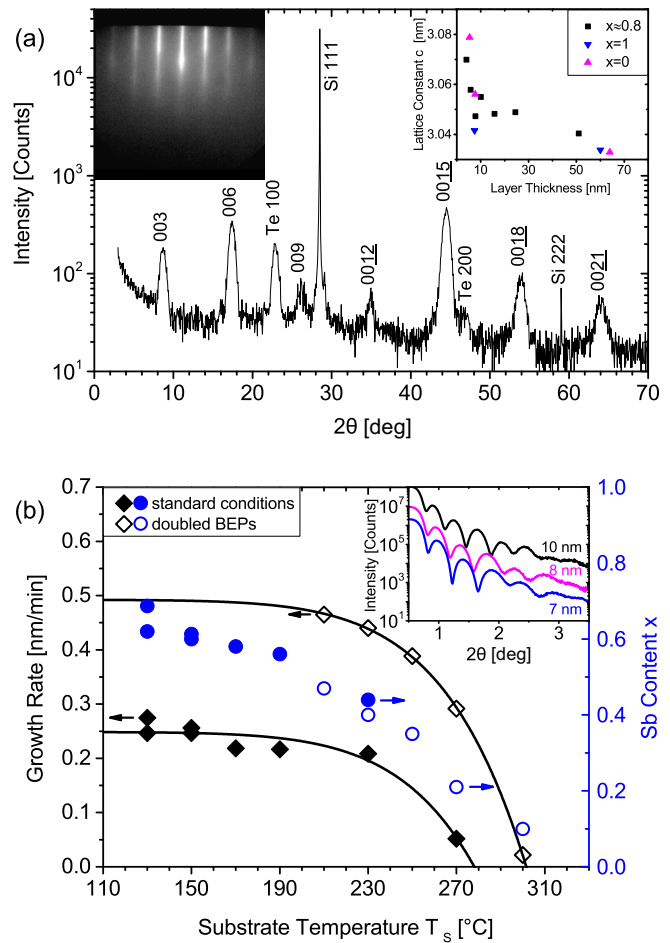 (a)
Intensity [Counts]
10^4
10^3
10^2
10^1
003
006
Te 100
009
Si 111
0012
0015
Te 200
0018
Si 222
0021
0 10 20 30 40 50 60 70
2θ [deg]
Lattice Constant c [nm]
3.08
3.06
3.04
10 30 50 70
Layer Thickness [nm]
x≈0.8
x=1
x=0
(b)
standard conditions
doubled BEPs
Growth Rate [nm/min]
0.7
0.6
0.5
0.4
0.3
0.2
0.1
0.0
110 150 190 230 270 310
Substrate Temperature T_S [°C]
Sb Content x
1.0
0.8
0.6
0.4
0.2
0.0
Intensity [Counts]
10^7
10^5
10^3
10^1
10 nm
8 nm
7 nm
1 2 3
2θ [deg]